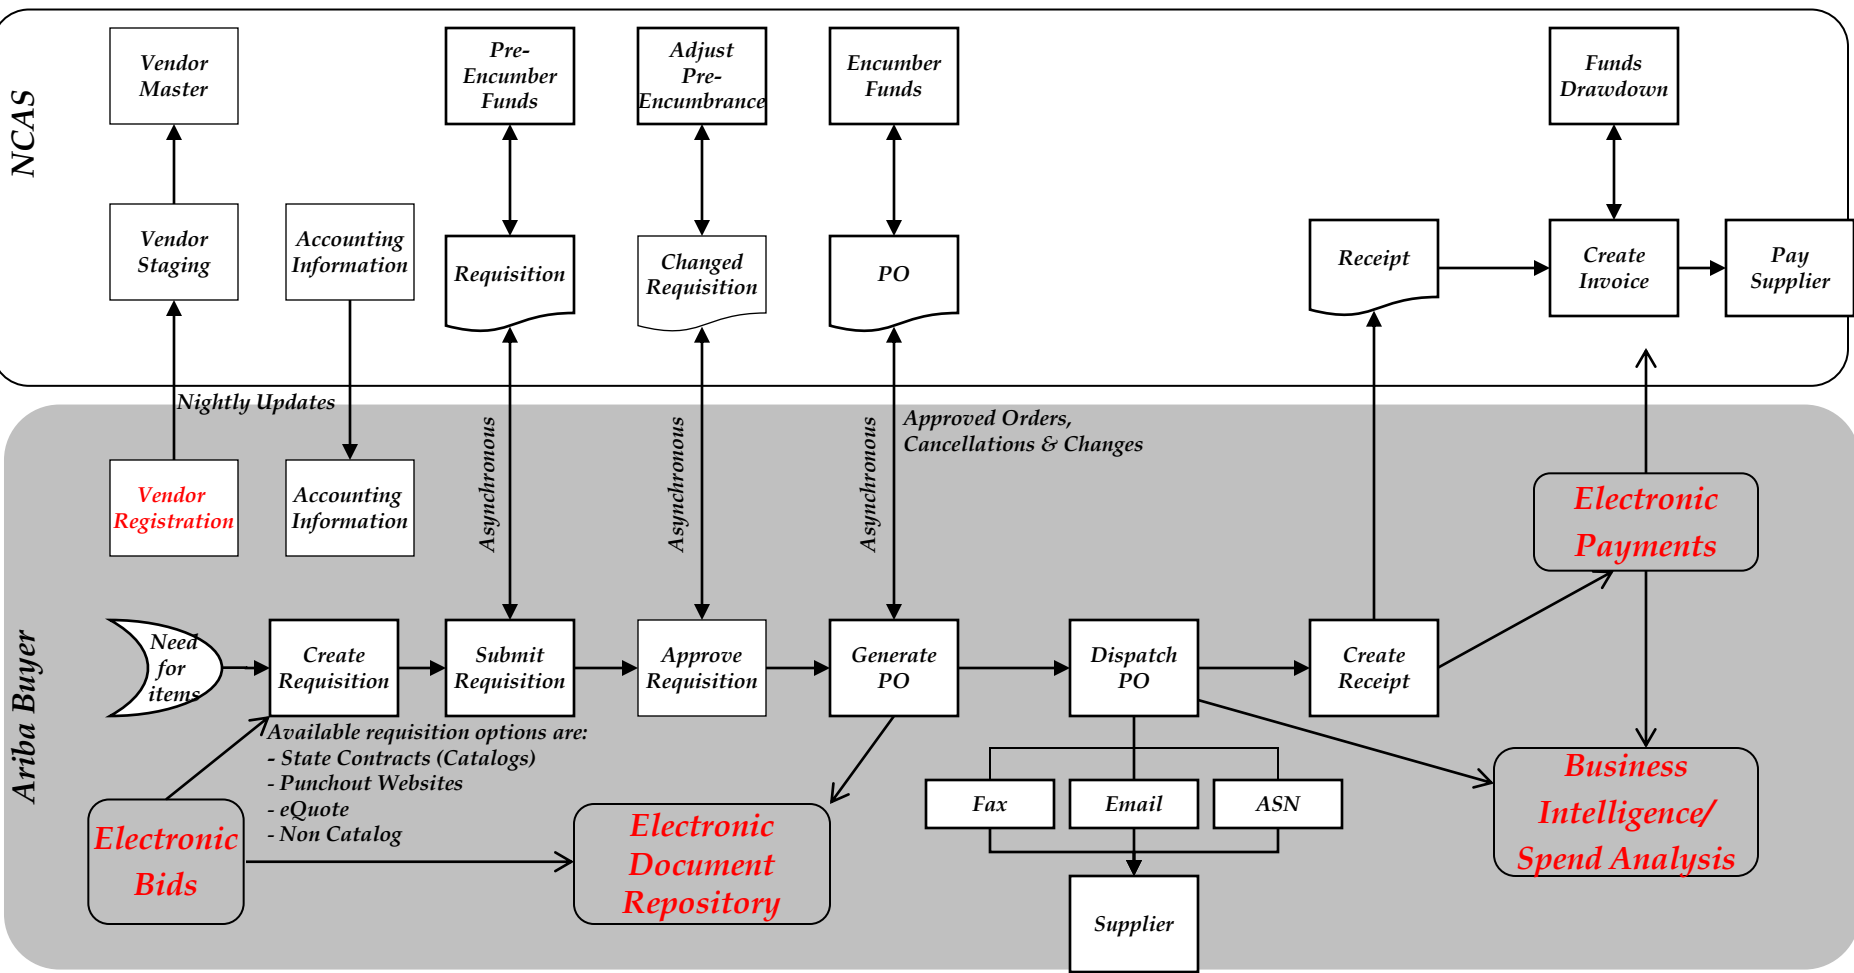 NCAS
Vendor
Master
Pre-
Encumber
Funds
Adjust
Pre-
Encumbrance
Encumber
Funds
Funds
Drawdown
Vendor
Staging
Accounting
Information
Requisition
Changed
Requisition
PO
Receipt
Create
Invoice
Pay
Supplier
Nightly Updates
Asynchronous
Asynchronous
Asynchronous
Approved Orders,
Cancellations & Changes
Ariba Buyer
Vendor
Registration
Accounting
Information
Electronic
Payments
Need
for
items
Create
Requisition
Submit
Requisition
Approve
Requisition
Generate
PO
Dispatch
PO
Create
Receipt
Available requisition options are:
- State Contracts (Catalogs)
- Punchout Websites
- eQuote
- Non Catalog
Electronic
Bids
Electronic
Document
Repository
Fax
Email
ASN
Supplier
Business
Intelligence/
Spend Analysis